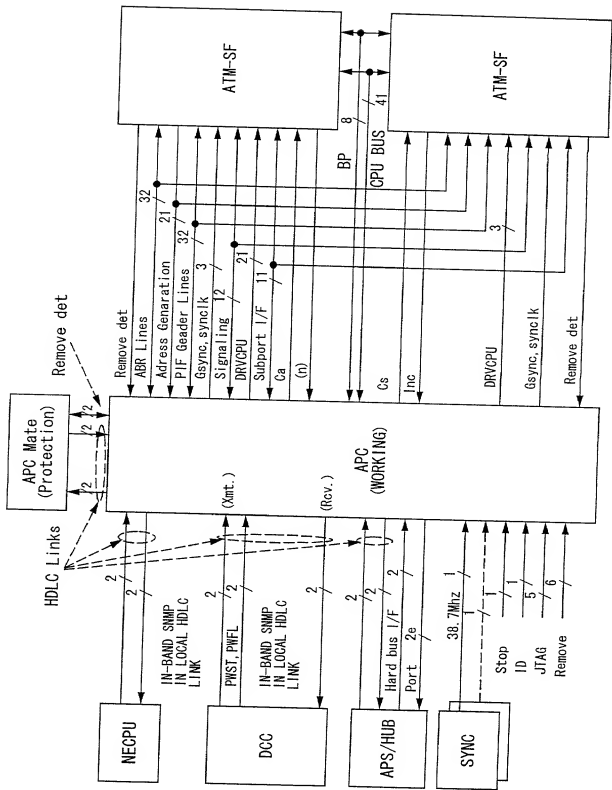 APC Mate
(Protection)
Remove det
HDLC Links
2
2
2
NECPU
2
2
IN-BAND SNMP
IN LOCAL HDLC
LINK
DCC
2
PWST, PWFL
2
IN-BAND SNMP
IN LOCAL HDLC
LINK
2
(Xmt.)
(Rcv.)
APS/HUB
2
2
Hard bus I/F
2
Port
2e
SYNC
38.7Mhz
1
1
Stop
1
ID
1
JTAG
5
Remove
6
APC
(WORKING)
Remove det
ABR Lines
32
Adress Genaration
21
PIF Geader Lines
32
Gsync, synclk
3
Signaling
12
DRVCPU
21
Subport I/F
11
Ca
(n)
BP
8
CPU BUS
41
Cs
Inc
DRVCPU
3
Gsync, synclk
Remove det
ATM-SF
ATM-SF